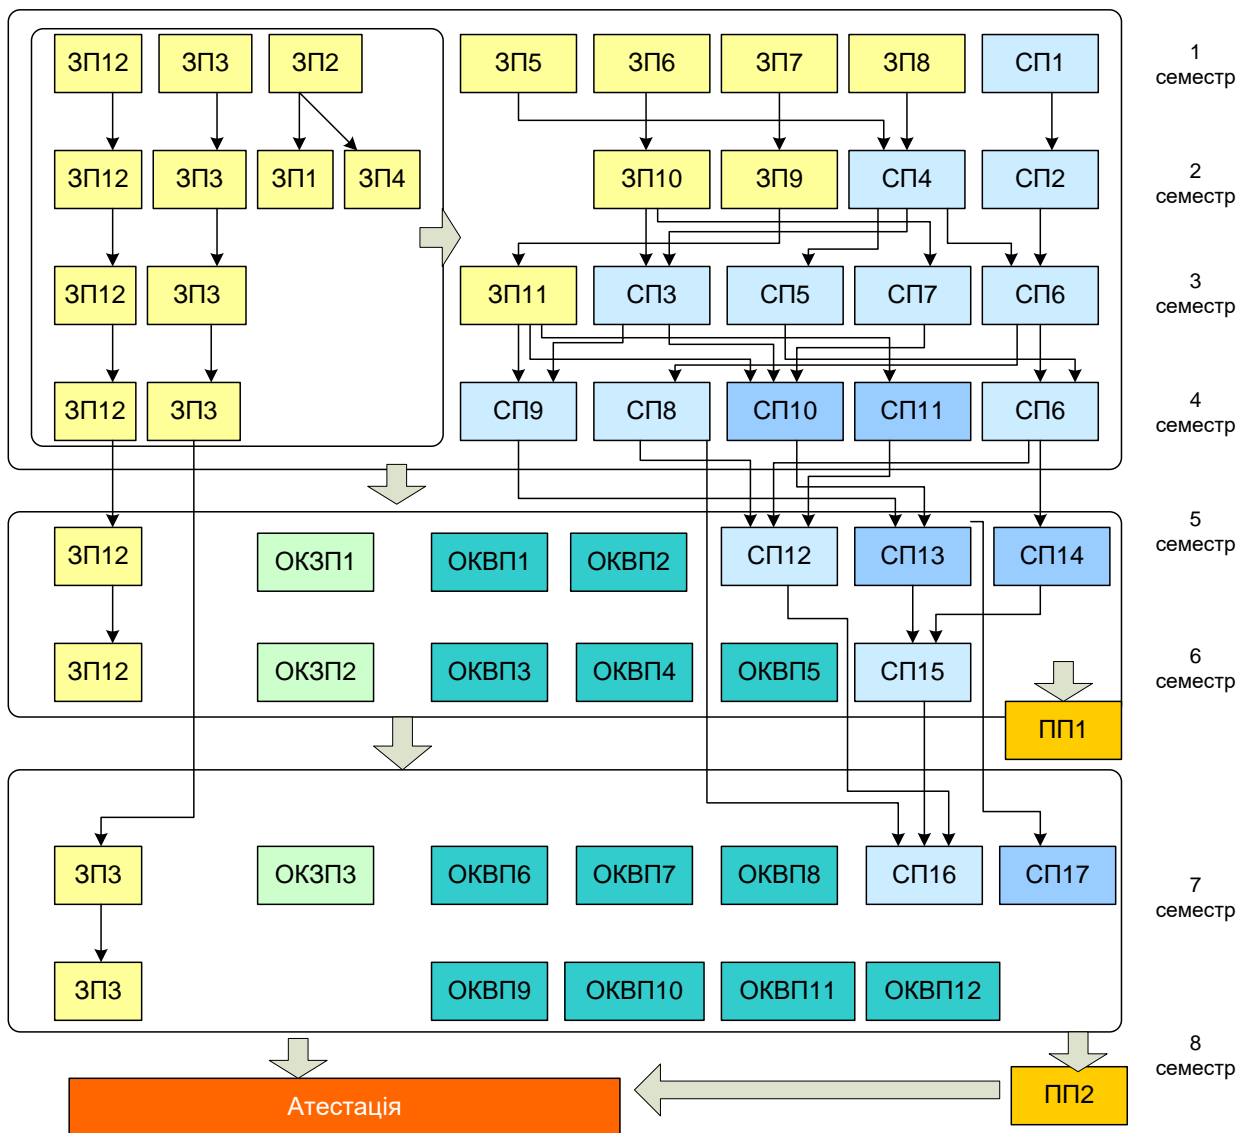 ЗП12 ЗП3 ЗП2 ЗП5 ЗП6 ЗП7 ЗП8 СП1
1
семестр
ЗП12 ЗП3 ЗП1 ЗП4 ЗП10 ЗП9 СП4 СП2
2
семестр
ЗП12 ЗП3 ЗП11 СП3 СП5 СП7 СП6
3
семестр
ЗП12 ЗП3 СП9 СП8 СП10 СП11 СП6
4
семестр
ЗП12 ОКЗП1 ОКВП1 ОКВП2 СП12 СП13 СП14
5
семестр
ЗП12 ОКЗП2 ОКВП3 ОКВП4 ОКВП5 СП15
6
семестр
ПП1
ЗП3 ОКЗП3 ОКВП6 ОКВП7 ОКВП8 СП16 СП17
7
семестр
ЗП3 ОКВП9 ОКВП10 ОКВП11 ОКВП12
8
семестр
Атестація ПП2